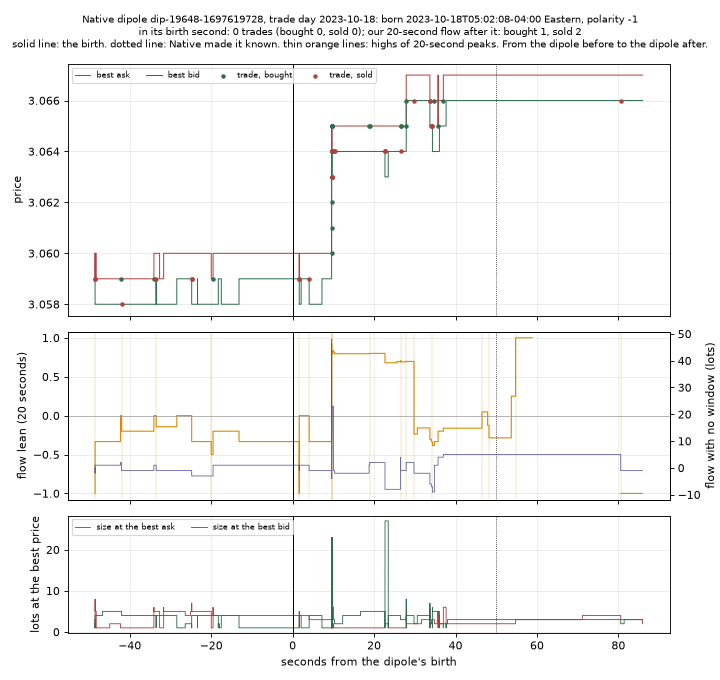 Native dipole dip-19648-1697619728, trade day 2023-10-18: born 2023-10-18T05:02:08-04:00 Eastern, polarity -1
in its birth second: 0 trades (bought 0, sold 0); our 20-second flow after it: bought 1, sold 2
solid line: the birth. dotted line: Native made it known. thin orange lines: highs of 20-second peaks. From the dipole before to the dipole after.
best ask best bid trade, bought trade, sold
3.066
3.064
3.062
3.060
3.058
price
1.0
0.5
0.0
−0.5
−1.0
flow lean (20 seconds)
50
40
30
20
10
0
−10
flow with no window (lots)
size at the best ask size at the best bid
20
10
0
lots at the best price
−40 −20 0 20 40 60 80
seconds from the dipole's birth